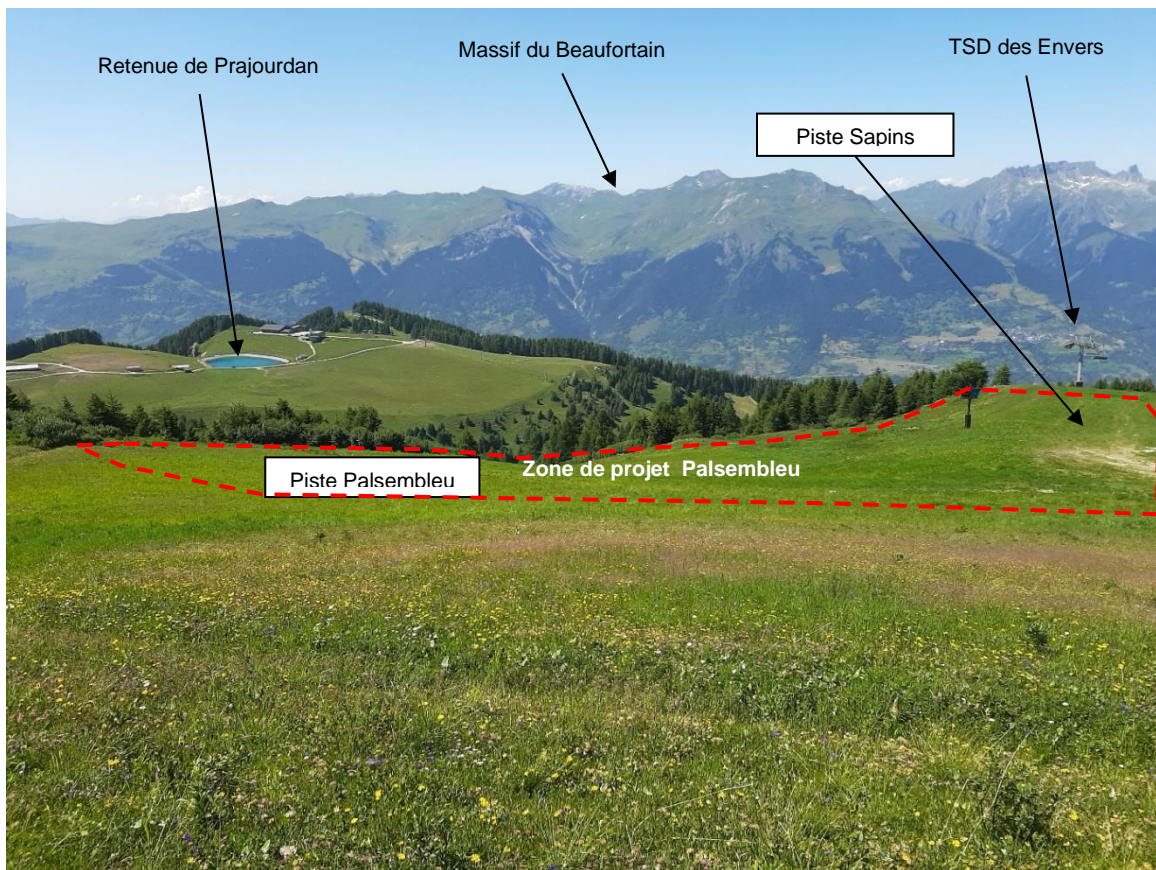 Massif du Beaufortain
TSD des Envers
Retenue de Prajourdan
Piste Sapins
Zone de projet Palsembleu
Piste Palsembleu